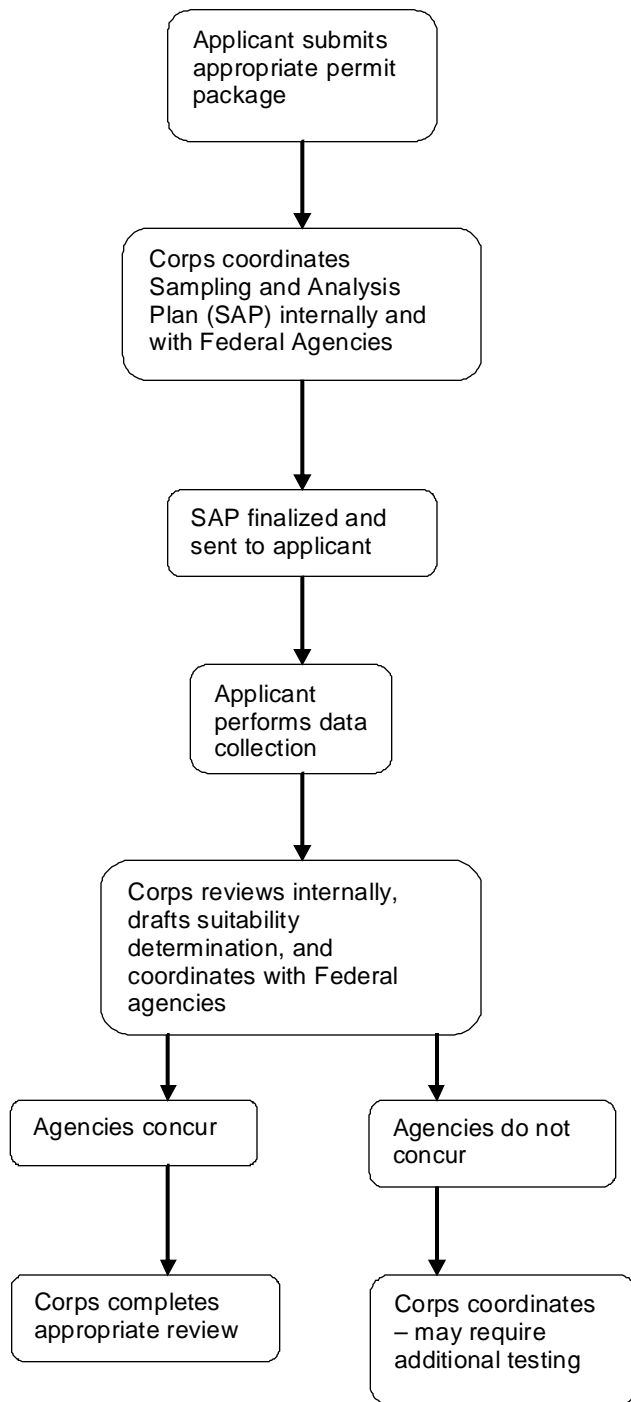 Applicant submits
appropriate permit
package
Corps coordinates
Sampling and Analysis
Plan (SAP) internally and
with Federal Agencies
SAP finalized and
sent to applicant
Applicant
performs data
collection
Corps reviews internally,
drafts suitability
determination, and
coordinates with Federal
agencies
Agencies concur
Agencies do not
concur
Corps completes
appropriate review
Corps coordinates
– may require
additional testing